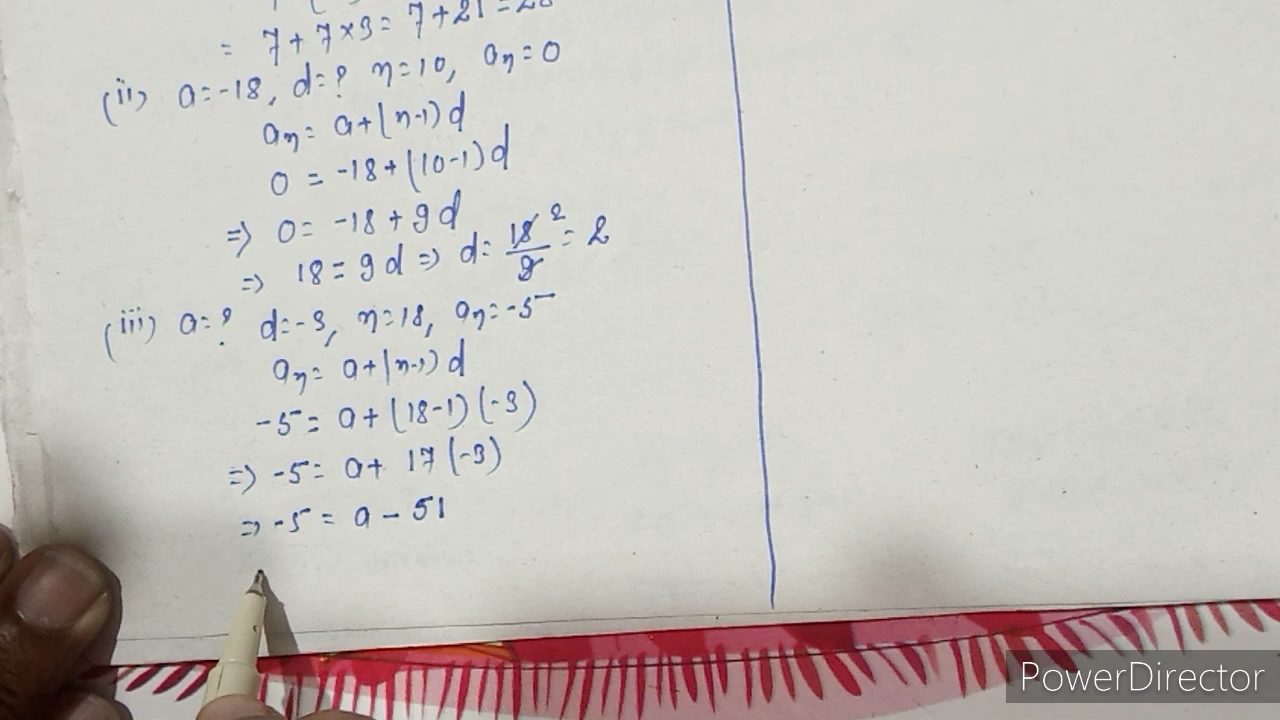 = 7 + 7×3 = 7 + 21 = 28
(ii) a = -18, d = ? n = 10, an = 0
an = a + (n-1) d
0 = -18 + (10-1) d
⇒ 0 = -18 + 9d
⇒ 18 = 9d ⇒ d = 18/9 2 = 2
(iii) a = ? d = -3, n = 18, an = -5
an = a + (n-1) d
-5 = a + (18-1) (-3)
⇒ -5 = a + 17 (-3)
⇒ -5 = a - 51
PowerDirector